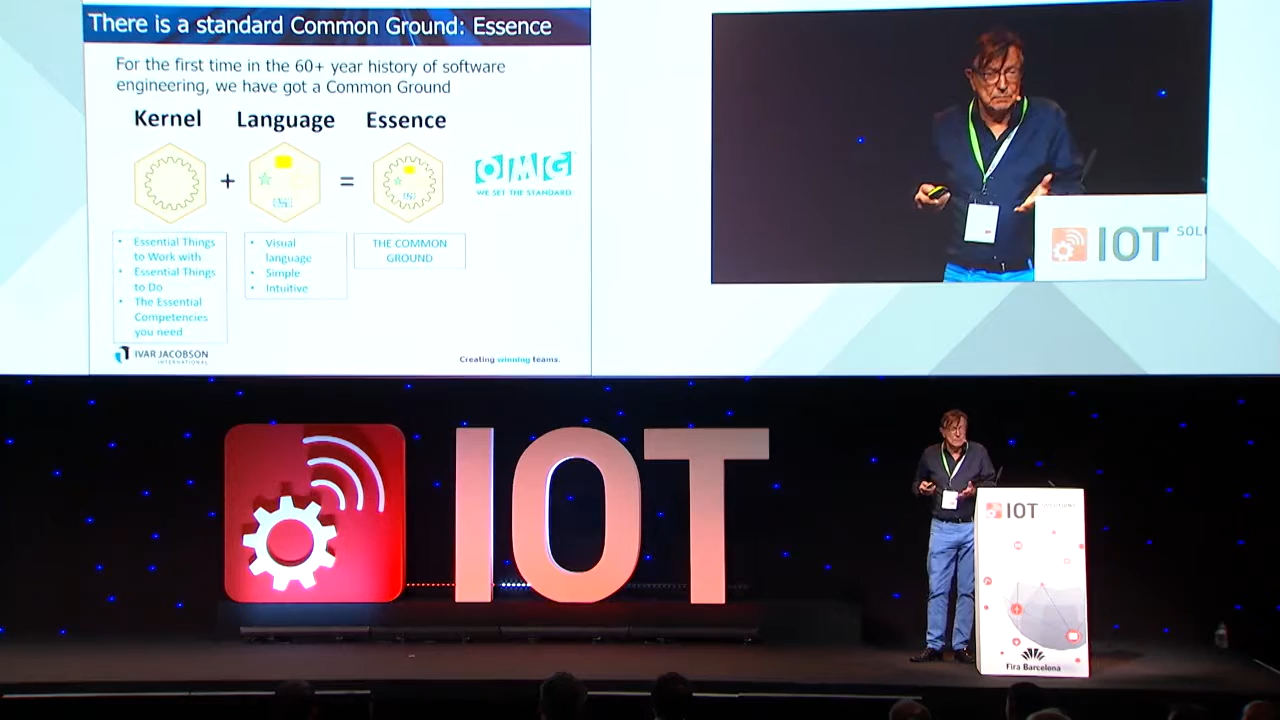 There is a standard Common Ground: Essence
For the first time in the 60+ year history of software
engineering, we have got a Common Ground
Kernel
Language
Essence
+
=
OMG
WE SET THE STANDARD
• Essential Things
to Work with
• Essential Things
to Do
• The Essential
Competencies
you need
• Visual
language
• Simple
• Intuitive
THE COMMON
GROUND
IVAR JACOBSON
INTERNATIONAL
Creating winning teams.
IOT SOLU
IOT
IOT SOLUTIONS
Fira Barcelona